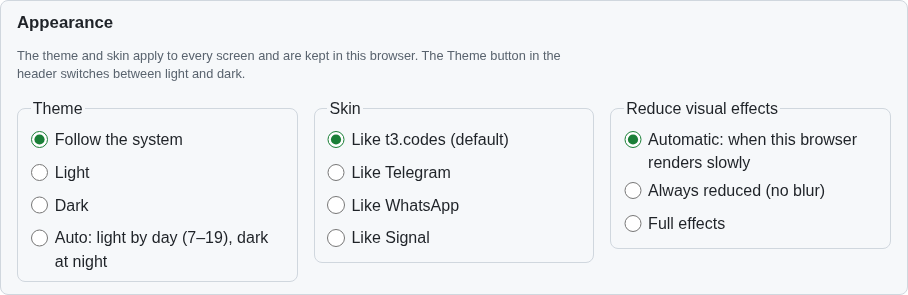 Appearance
The theme and skin apply to every screen and are kept in this browser. The Theme button in the
header switches between light and dark.
Theme
Follow the system
Light
Dark
Auto: light by day (7–19), dark
at night
Skin
Like t3.codes (default)
Like Telegram
Like WhatsApp
Like Signal
Reduce visual effects
Automatic: when this browser
renders slowly
Always reduced (no blur)
Full effects